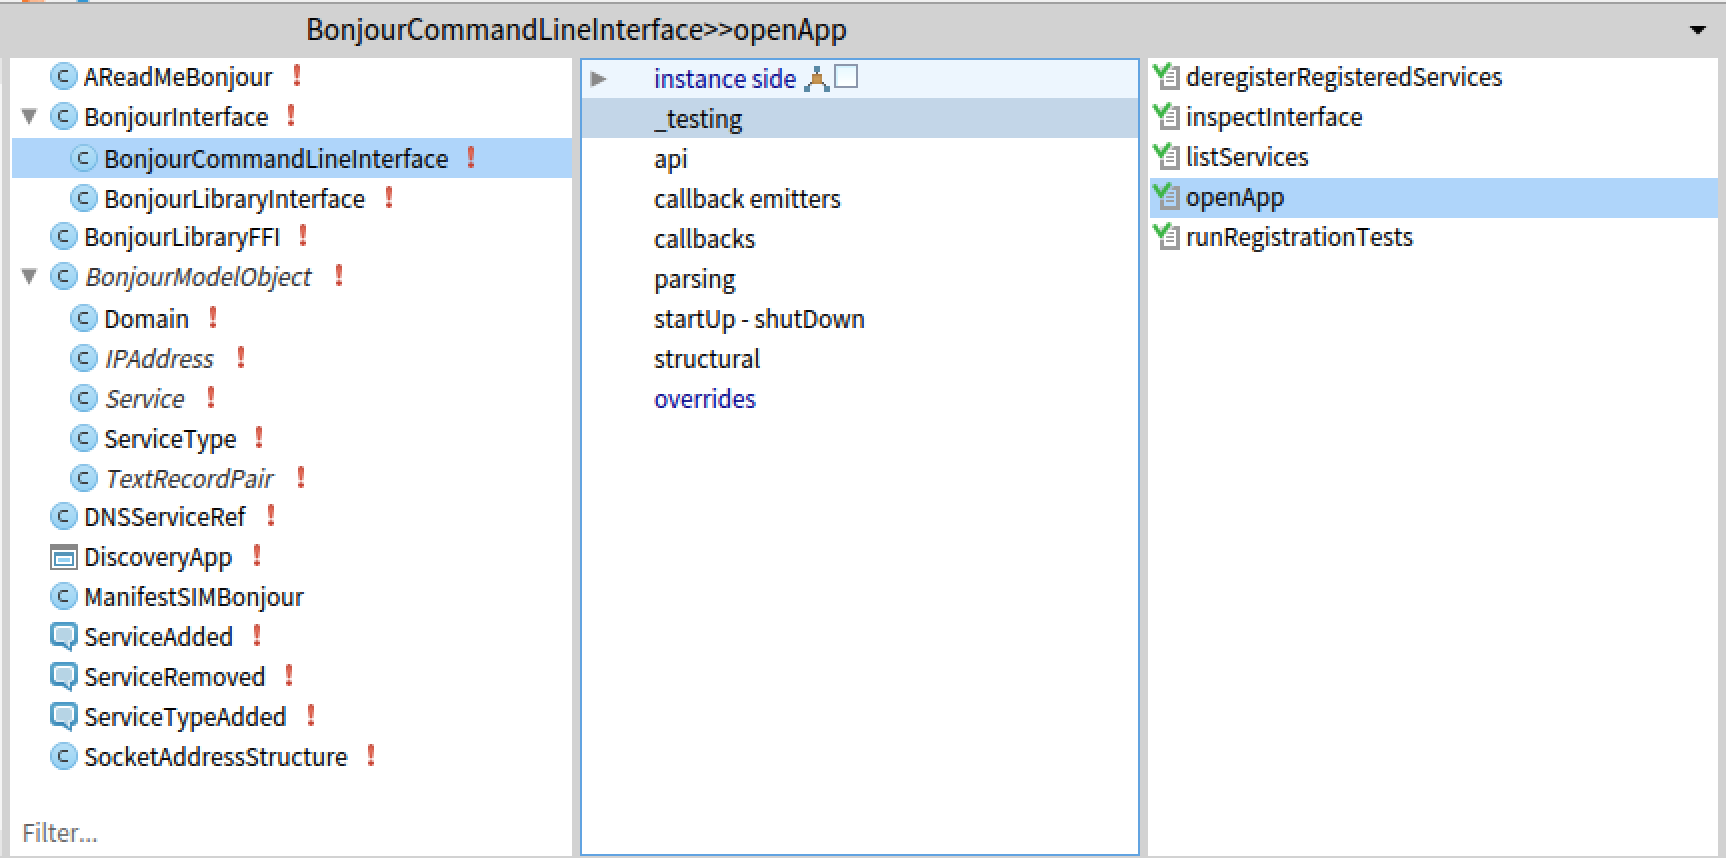 BonjourCommandLineInterface>>openApp
AReadMeBonjour
BonjourInterface
BonjourCommandLineInterface
BonjourLibraryInterface
BonjourLibraryFFI
BonjourModelObject
Domain
IPAddress
Service
ServiceType
TextRecordPair
DNSServiceRef
DiscoveryApp
ManifestSIMBonjour
ServiceAdded
ServiceRemoved
ServiceTypeAdded
SocketAddressStructure
Filter...
instance side
_testing
api
callback emitters
callbacks
parsing
startUp - shutDown
structural
overrides
deregisterRegisteredServices
inspectInterface
listServices
openApp
runRegistrationTests